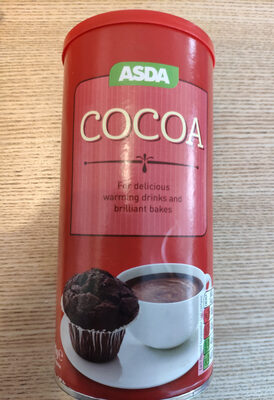 ASDA
COCOA
For delicious
warming drinks and
brilliant bakes